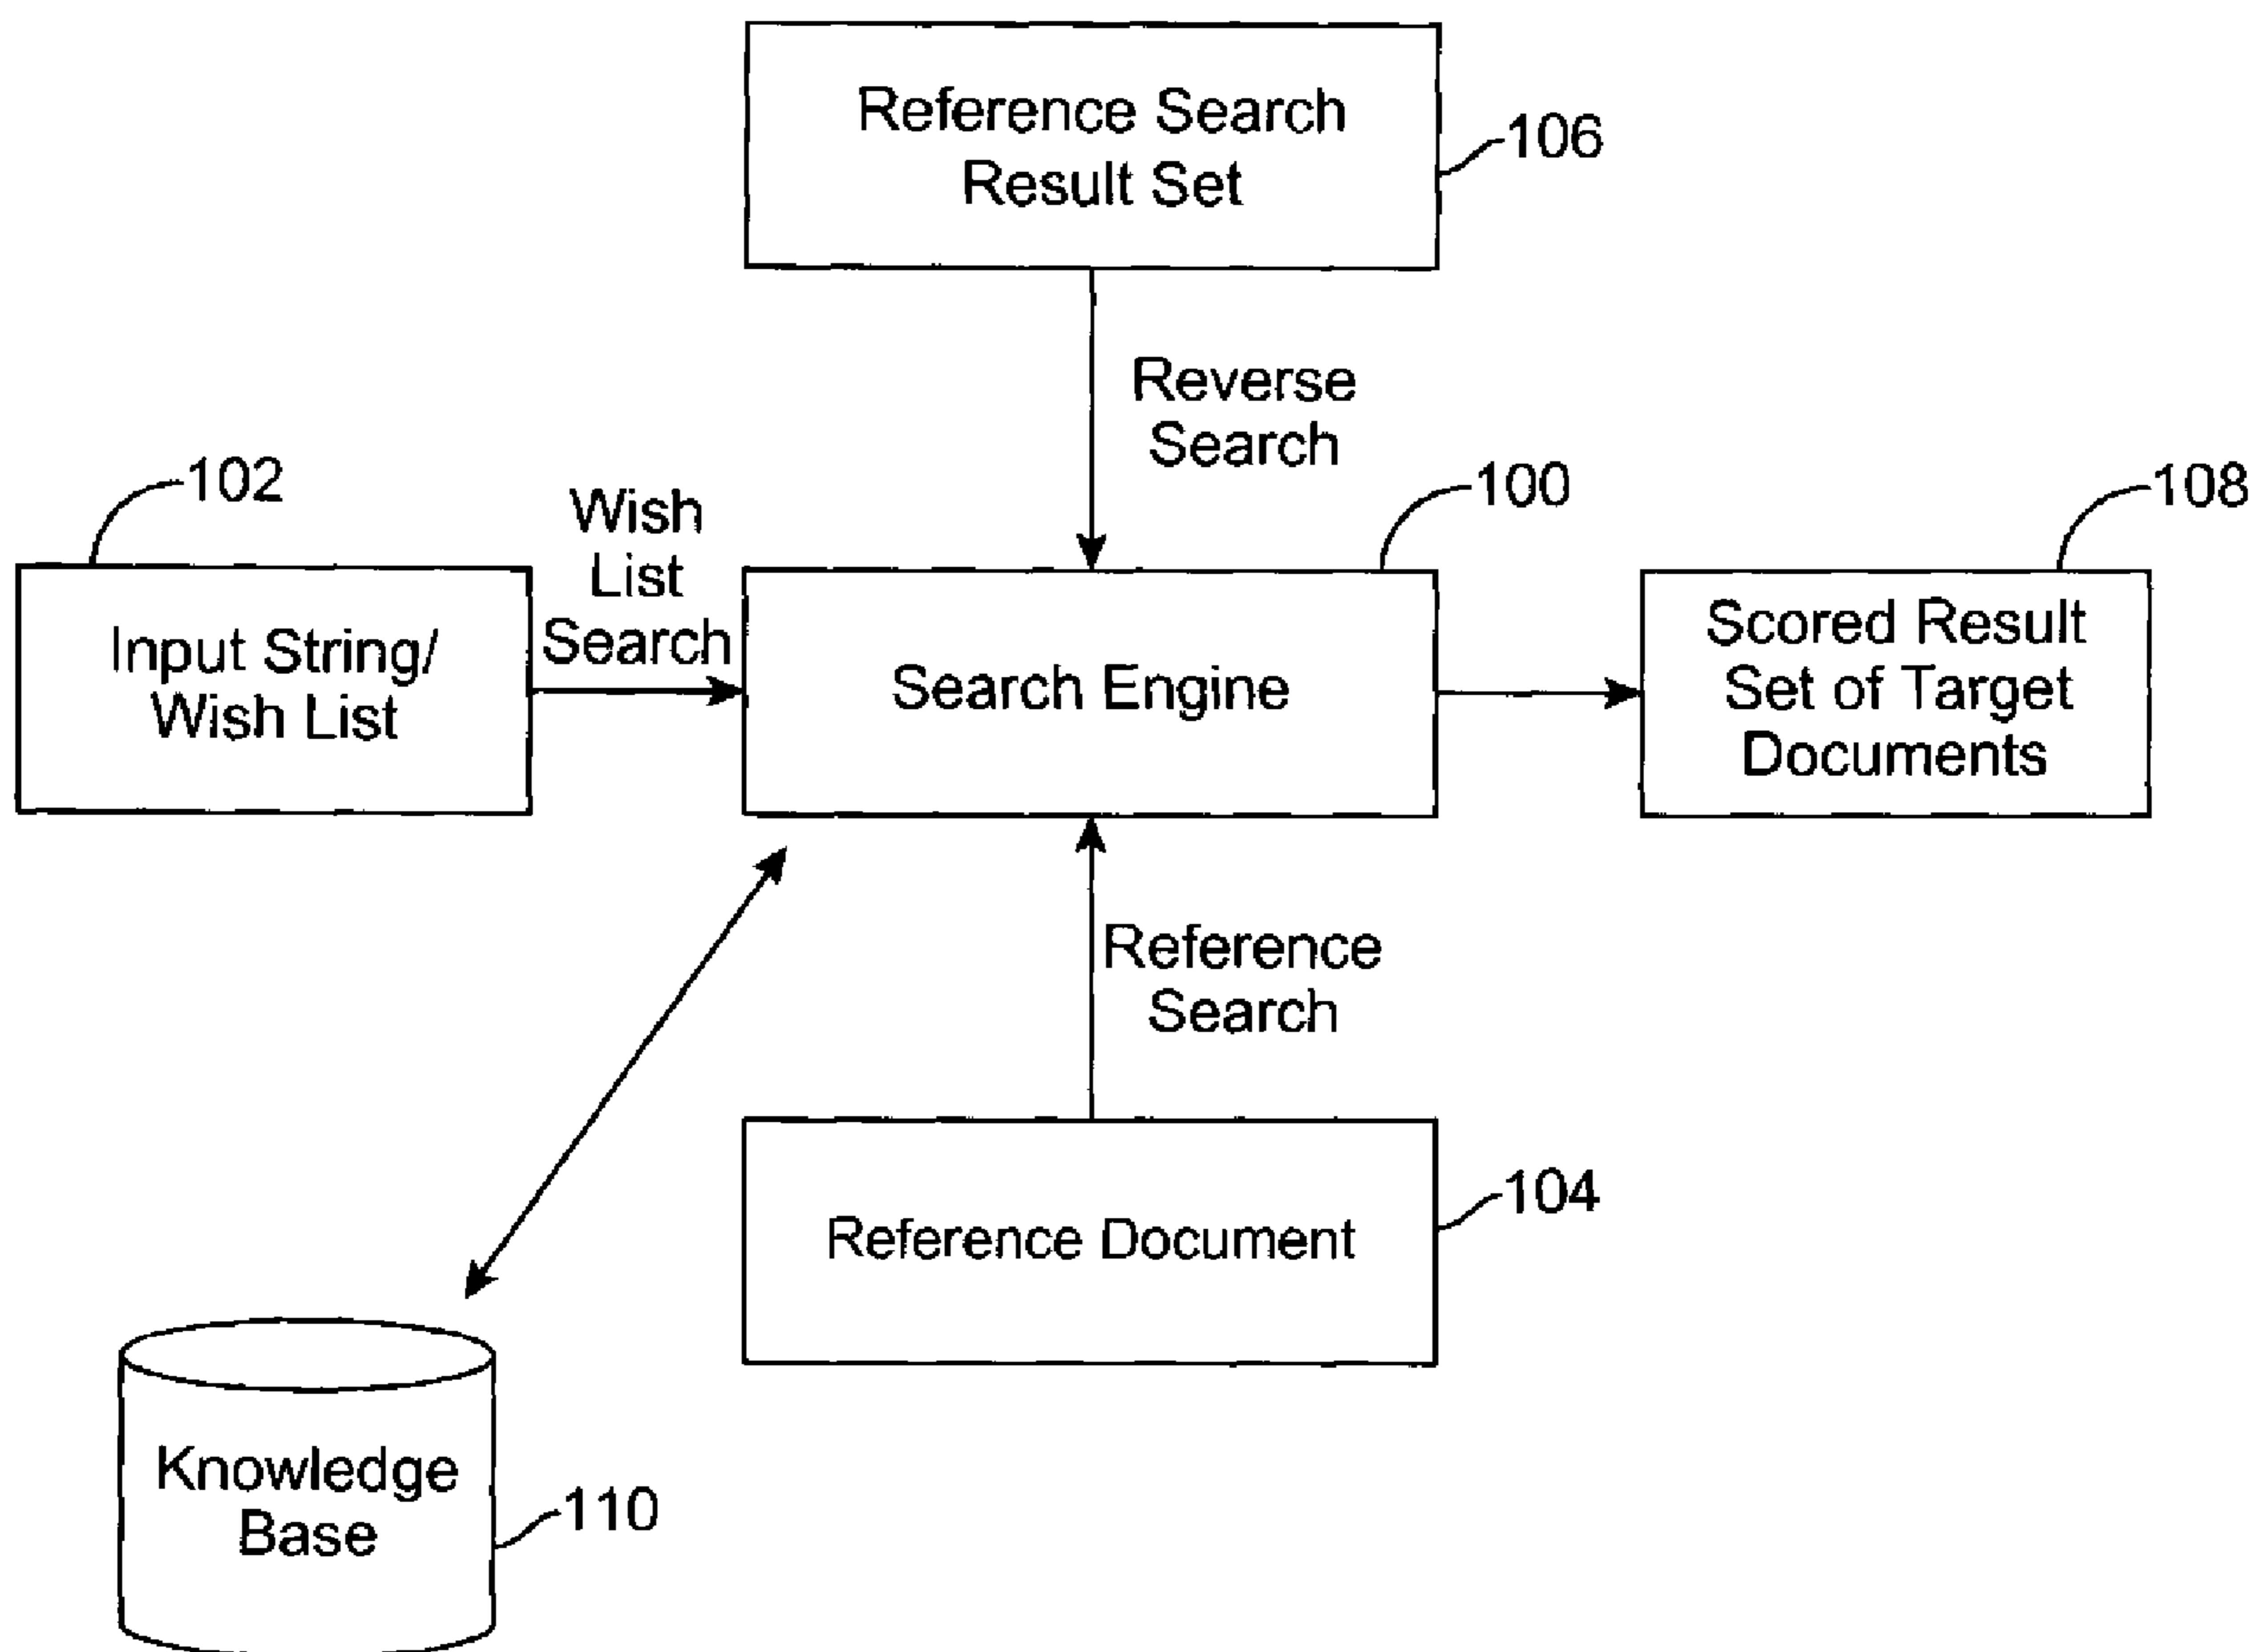 Reference Search
Result Set
106
Reverse
Search
102
Wish
List
Search
100
108
Input String/
Wish List
Search Engine
Scored Result
Set of Target
Documents
Reference
Search
104
Reference Document
Knowledge
Base
110